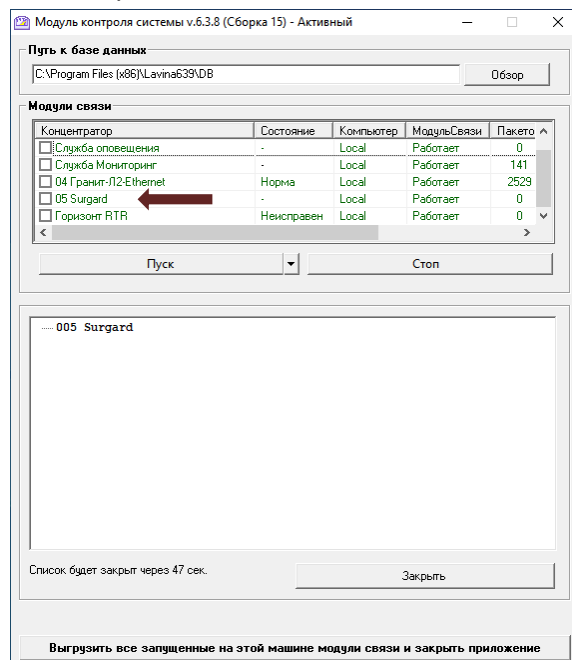 Модуль контроля системы v.6.3.8 (Сборка 15) - Активный
Путь к базе данных
C:\Program Files (x86)\Lavina639\DB Обзор
Модули связи
Концентратор Состояние Компьютер МодульСвязи Пакето
Служба оповещения - Local Работает 0
Служба Мониторинг - Local Работает 141
04 Гранит-Л2-Ethernet Норма Local Работает 2529
05 Surgard - Local Работает 0
Горизонт RTR Неисправен Local Работает 0
Пуск Стоп
005 Surgard
Список будет закрыт через 47 сек. Закрыть
Выгрузить все запущенные на этой машине модули связи и закрыть приложение